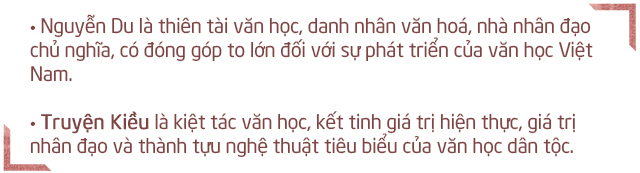 • Nguyễn Du là thiên tài văn học, danh nhân văn hoá, nhà nhân đạo
chủ nghĩa, có đóng góp to lớn đối với sự phát triển của văn học Việt
Nam.
• Truyện Kiều là kiệt tác văn học, kết tinh giá trị hiện thực, giá trị
nhân đạo và thành tựu nghệ thuật tiêu biểu của văn học dân tộc.